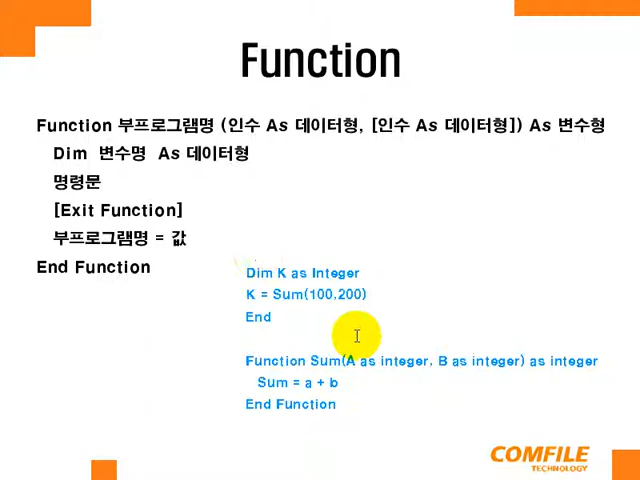 Function
Function 부프로그램명 (인수 As 데이터형, [인수 As 데이터형]) As 변수형
Dim 변수명 As 데이터형
명령문
[Exit Function]
부프로그램명 = 값
End Function
Dim K as Integer
K = Sum(100,200)
End
Function Sum(A as integer, B as integer) as integer
Sum = a + b
End Function
COMFILE
TECHNOLOGY